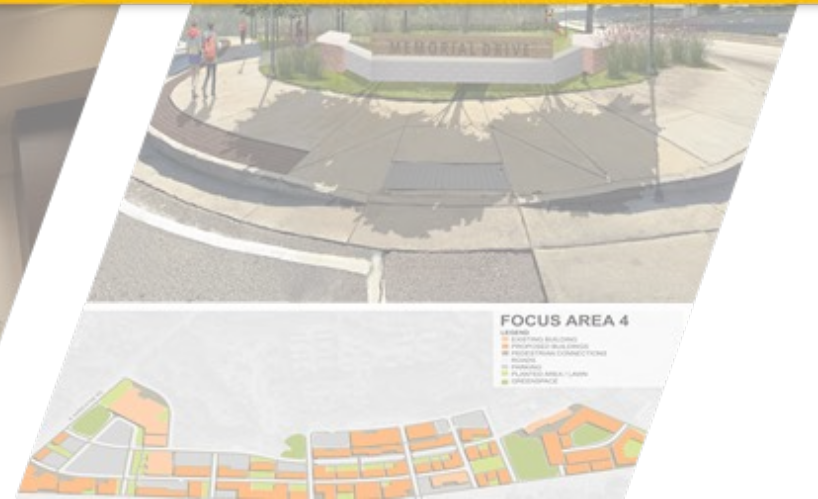 MEMORIAL DRIVE
FOCUS AREA 4
LEGEND
EXISTING BUILDING
PROPOSED BUILDINGS
PEDESTRIAN CONNECTIONS
ROADS
PARKING
PLANTED AREA / LAWN
GREENSPACE